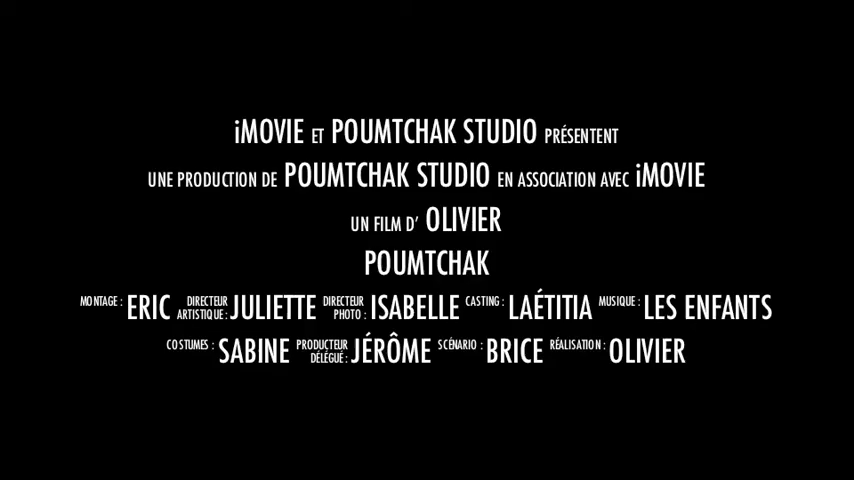 iMOVIE ET POUMTCHAK STUDIO PRÉSENTENT
UNE PRODUCTION DE POUMTCHAK STUDIO EN ASSOCIATION AVEC iMOVIE
UN FILM D' OLIVIER
POUMTCHAK
MONTAGE : ERIC DIRECTEUR ARTISTIQUE : JULIETTE DIRECTEUR PHOTO : ISABELLE CASTING : LAÉTITIA MUSIQUE : LES ENFANTS
COSTUMES : SABINE PRODUCTEUR DÉLÉGUÉ : JÉRÔME SCÉNARIO : BRICE RÉALISATION : OLIVIER